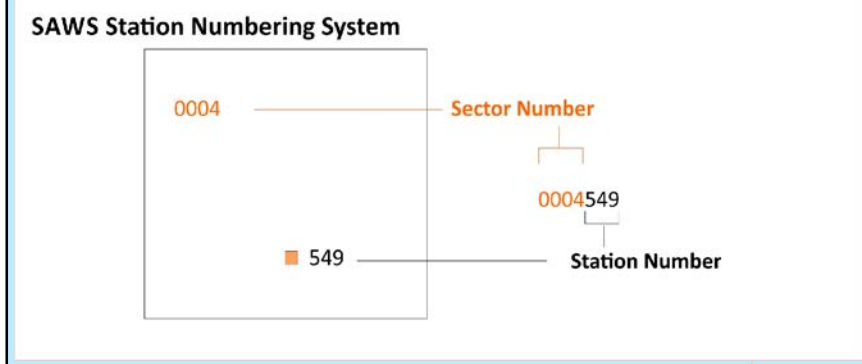 SAWS Station Numbering System
0004
Sector Number
0004549
549
Station Number